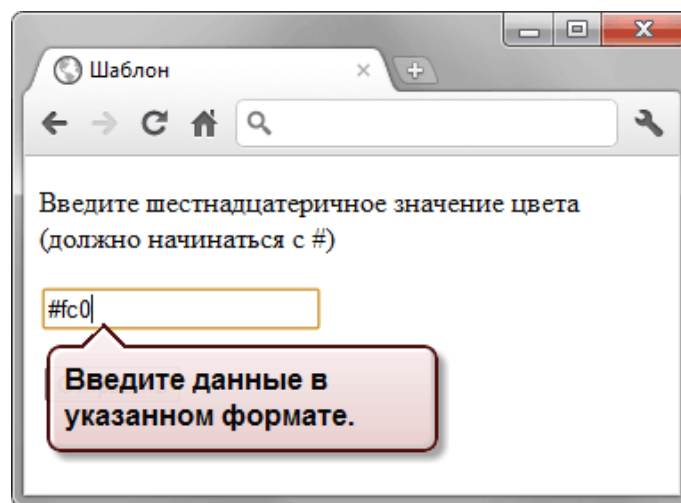 Шаблон
Введите шестнадцатеричное значение цвета
(должно начинаться с #)
#fc0
Введите данные в
указанном формате.